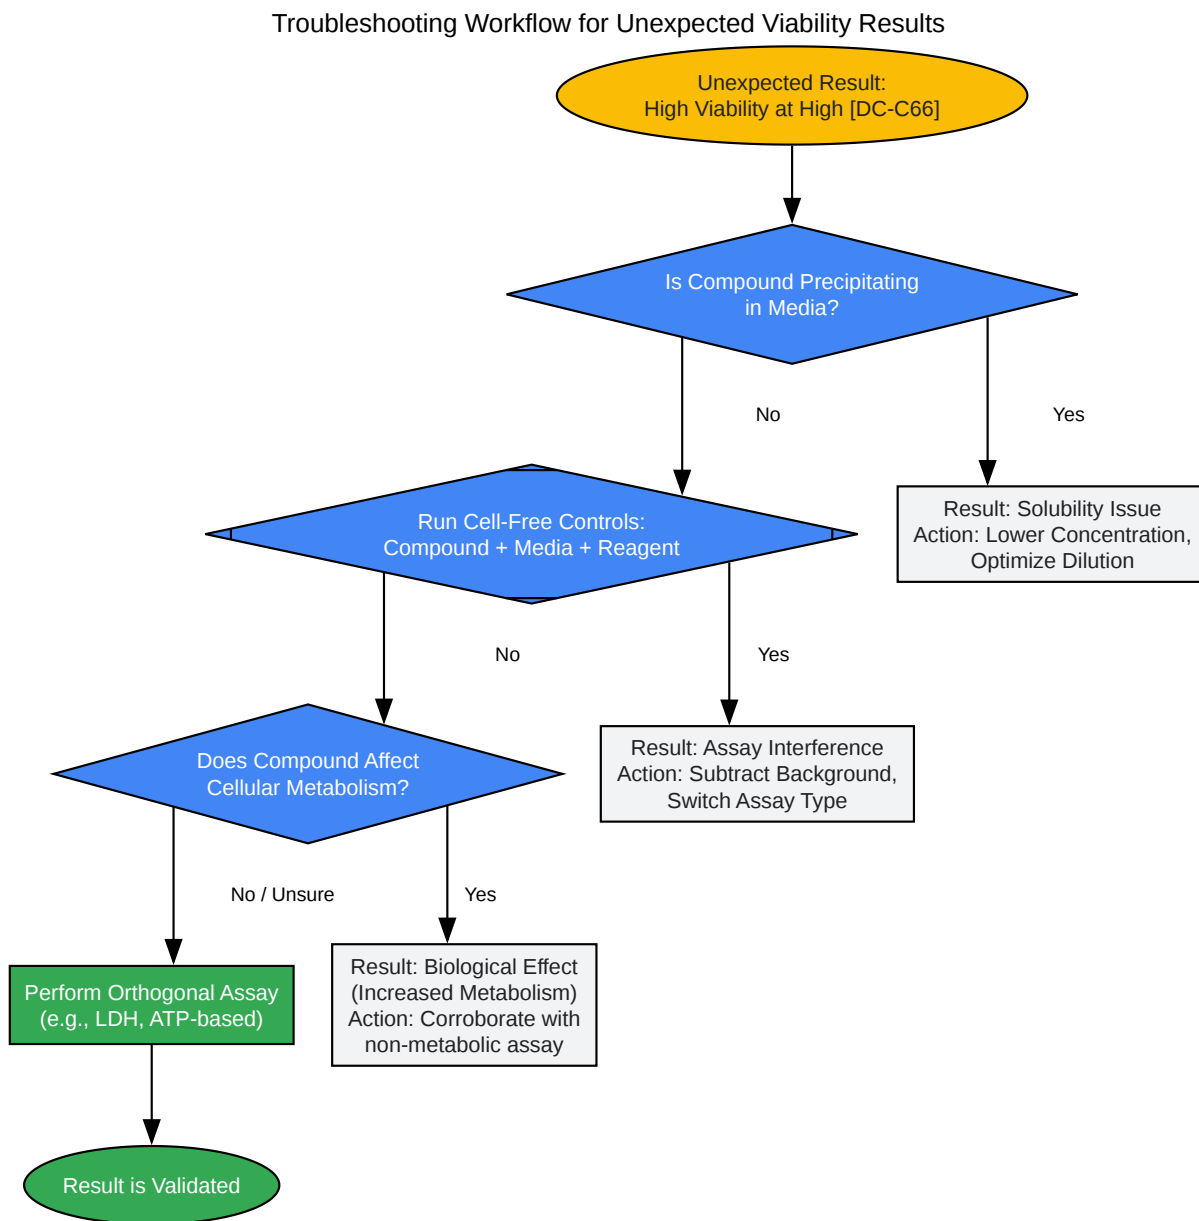 Troubleshooting Workflow for Unexpected Viability Results
Unexpected Result:
High Viability at High [DC-C66]
Is Compound Precipitating
in Media?
No
Yes
Result: Solubility Issue
Action: Lower Concentration,
Optimize Dilution
Run Cell-Free Controls:
Compound + Media + Reagent
No
Yes
Result: Assay Interference
Action: Subtract Background,
Switch Assay Type
Does Compound Affect
Cellular Metabolism?
No / Unsure
Yes
Perform Orthogonal Assay
(e.g., LDH, ATP-based)
Result: Biological Effect
(Increased Metabolism)
Action: Corroborate with
non-metabolic assay
Result is Validated